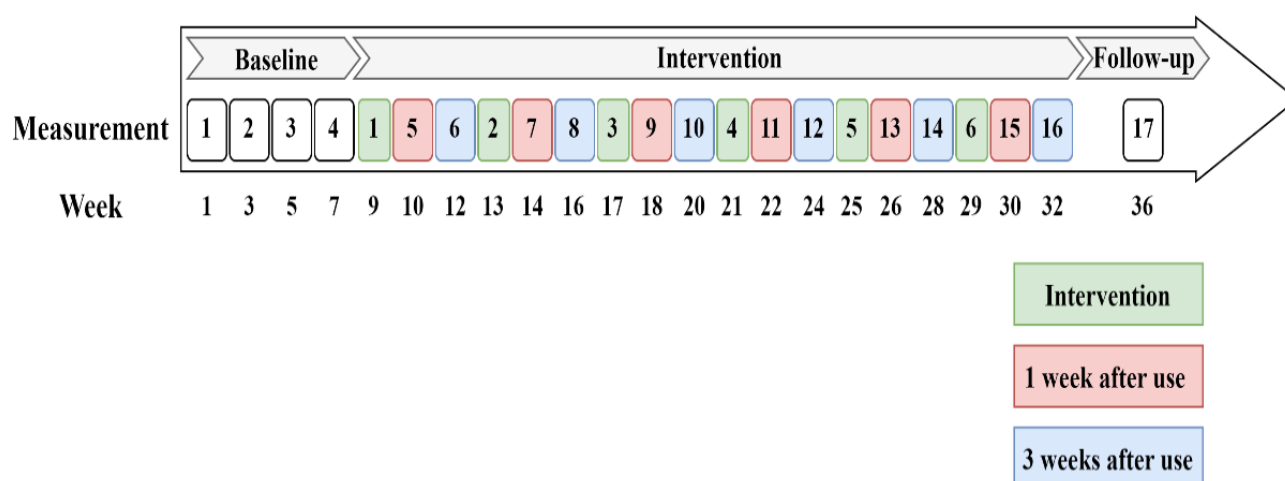 Baseline Intervention Follow-up
Measurement 1 2 3 4 1 5 6 2 7 8 3 9 10 4 11 12 5 13 14 6 15 16 17
Week 1 3 5 7 9 10 12 13 14 16 17 18 20 21 22 24 25 26 28 29 30 32 36
Intervention
1 week after use
3 weeks after use